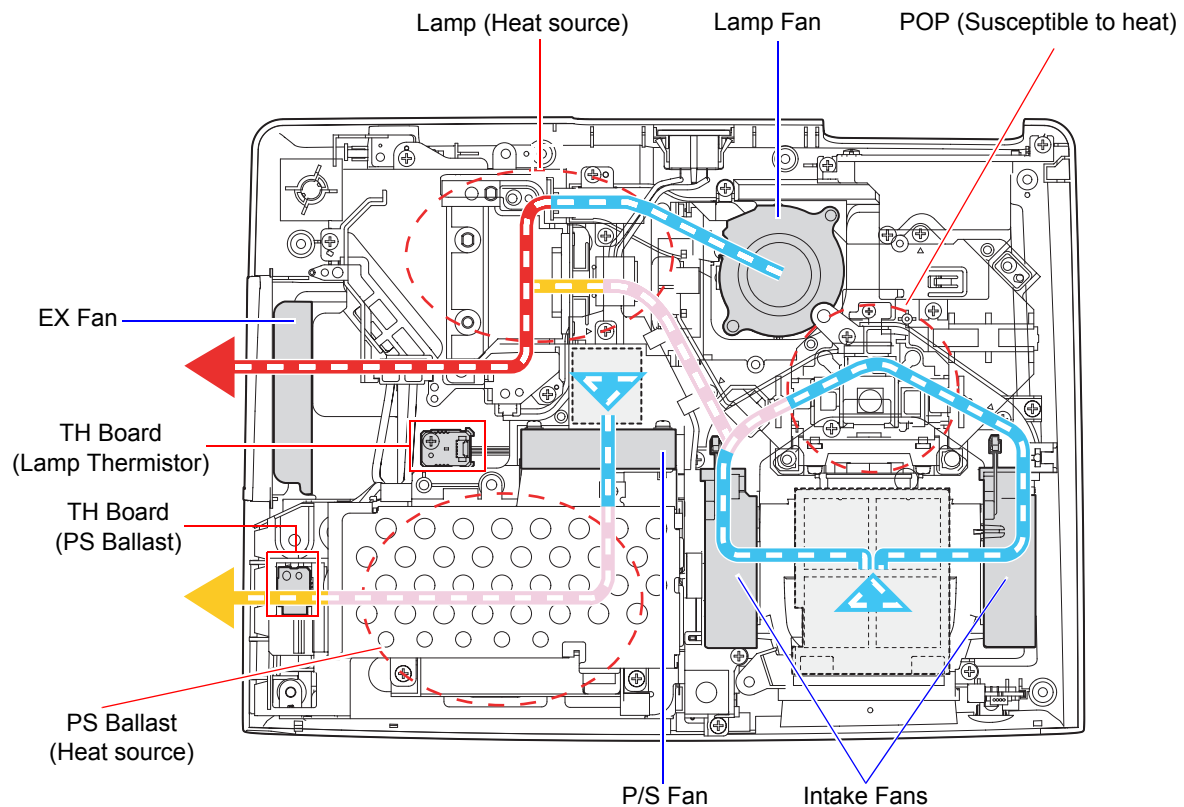 Lamp (Heat source)
Lamp Fan
POP (Susceptible to heat)
EX Fan
TH Board
(Lamp Thermistor)
TH Board
(PS Ballast)
PS Ballast
(Heat source)
P/S Fan
Intake Fans